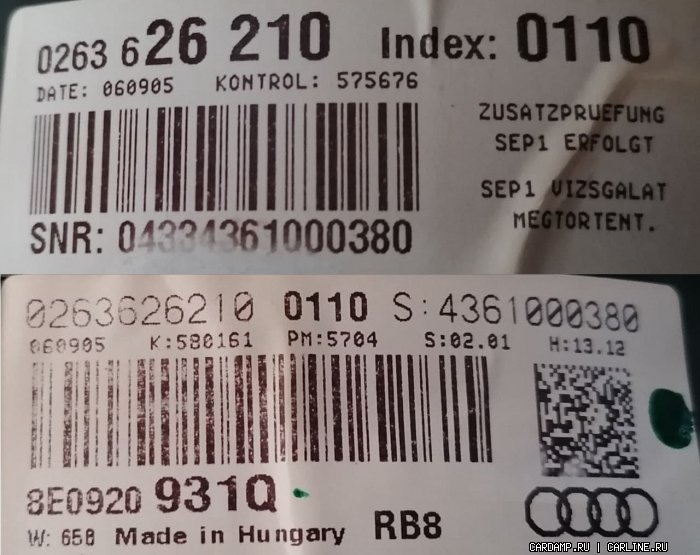 0263 626 210 Index: 0110
DATE: 060905 KONTROL: 575676
ZUSATZPRUEFUNG
SEP1 ERFOLGT
SEP1 VIZSGALAT
MEGTORTENT.
SNR: 04334361000380
0263626210 0110 S:4361000380
060905 K:580161 PM:5704 S:02.01 H:13.12
8E0920 931Q
W: 658 Made in Hungary RB8
CARDAMP.RU | CARLINE.RU